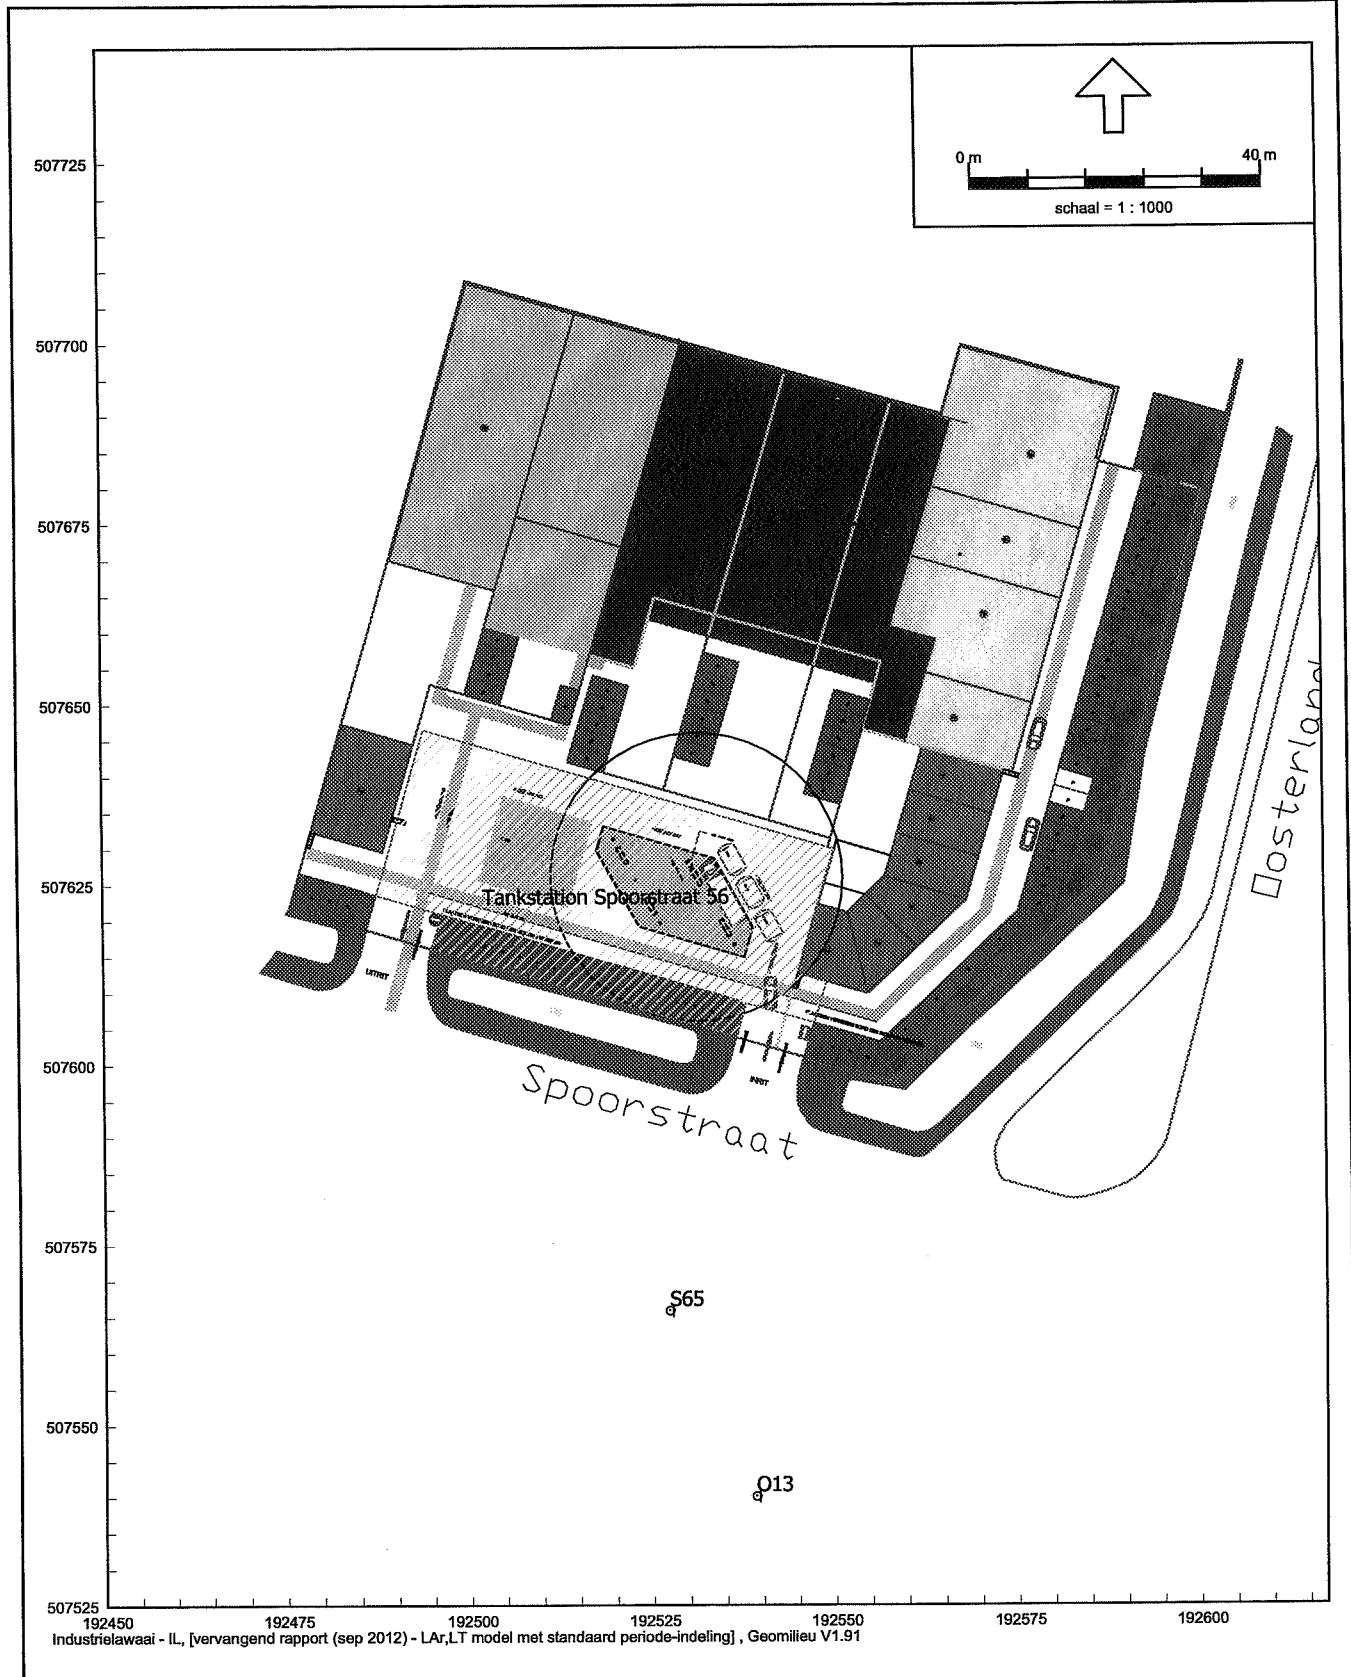 0 m 40 m
schaal = 1 : 1000
507725
507700
507675
507650
507625
507600
507575
507550
507525
Oosterland
Tankstation Spoorstraat 56
UITRIT
INRIT
Spoorstraat
S65
O13
192450 192475 192500 192525 192550 192575 192600
Industrielawaai - IL, [vervangend rapport (sep 2012) - LAr,LT model met standaard periode-indeling] , Geomilieu V1.91